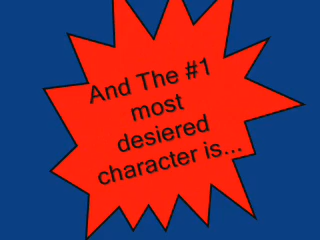 And The #1
most
desiered
character is...